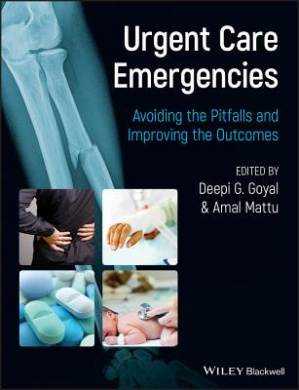 Urgent Care
Emergencies
Avoiding the Pitfalls and
Improving the Outcomes
EDITED BY
Deepi G. Goyal
& Amal Mattu
WILEY Blackwell